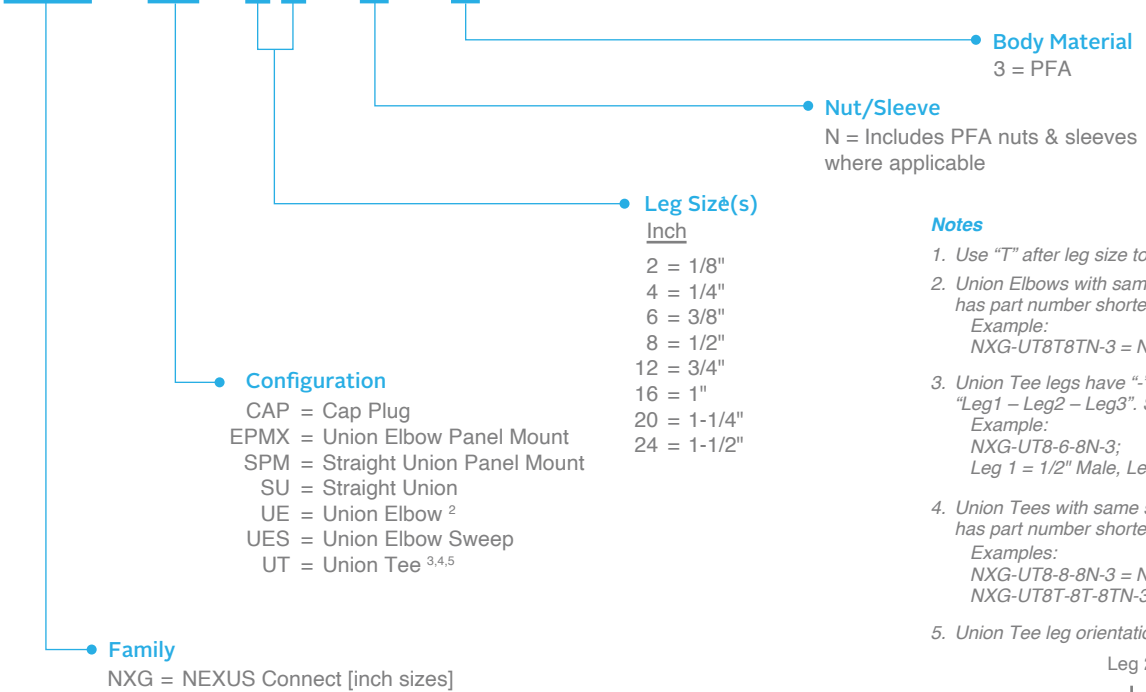 Body Material
3 = PFA
Nut/Sleeve
N = Includes PFA nuts & sleeves
where applicable
Leg Size(s)
Inch
2 = 1/8"
4 = 1/4"
6 = 3/8"
8 = 1/2"
12 = 3/4"
16 = 1"
20 = 1-1/4"
24 = 1-1/2"
Configuration
CAP = Cap Plug
EPMX = Union Elbow Panel Mount
SPM = Straight Union Panel Mount
SU = Straight Union
UE = Union Elbow 2
UES = Union Elbow Sweep
UT = Union Tee 3,4,5
Family
NXG = NEXUS Connect [inch sizes]
Notes
1. Use “T” after leg size to
2. Union Elbows with sam
has part number shorte
Example:
NXG-UT8T8TN-3 = N
3. Union Tee legs have “-”
“Leg1 – Leg2 – Leg3”.
Example:
NXG-UT8-6-8N-3;
Leg 1 = 1/2" Male, Le
4. Union Tees with same s
has part number shorte
Examples:
NXG-UT8-8-8N-3 = N
NXG-UT8T-8T-8TN-3
5. Union Tee leg orientatio
Leg 2